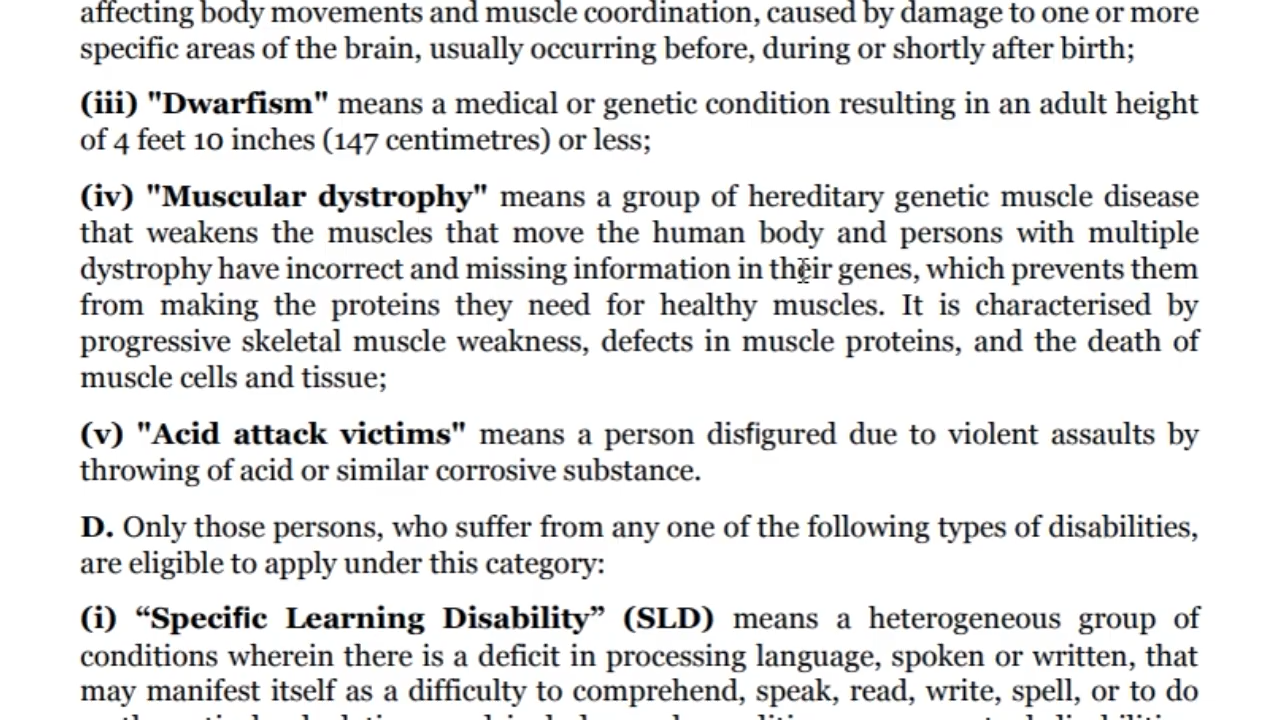 affecting body movements and muscle coordination, caused by damage to one or more
specific areas of the brain, usually occurring before, during or shortly after birth;
(iii) "Dwarfism" means a medical or genetic condition resulting in an adult height
of 4 feet 10 inches (147 centimetres) or less;
(iv) "Muscular dystrophy" means a group of hereditary genetic muscle disease
that weakens the muscles that move the human body and persons with multiple
dystrophy have incorrect and missing information in their genes, which prevents them
from making the proteins they need for healthy muscles. It is characterised by
progressive skeletal muscle weakness, defects in muscle proteins, and the death of
muscle cells and tissue;
(v) "Acid attack victims" means a person disfigured due to violent assaults by
throwing of acid or similar corrosive substance.
D. Only those persons, who suffer from any one of the following types of disabilities,
are eligible to apply under this category:
(i) “Specific Learning Disability” (SLD) means a heterogeneous group of
conditions wherein there is a deficit in processing language, spoken or written, that
may manifest itself as a difficulty to comprehend, speak, read, write, spell, or to do